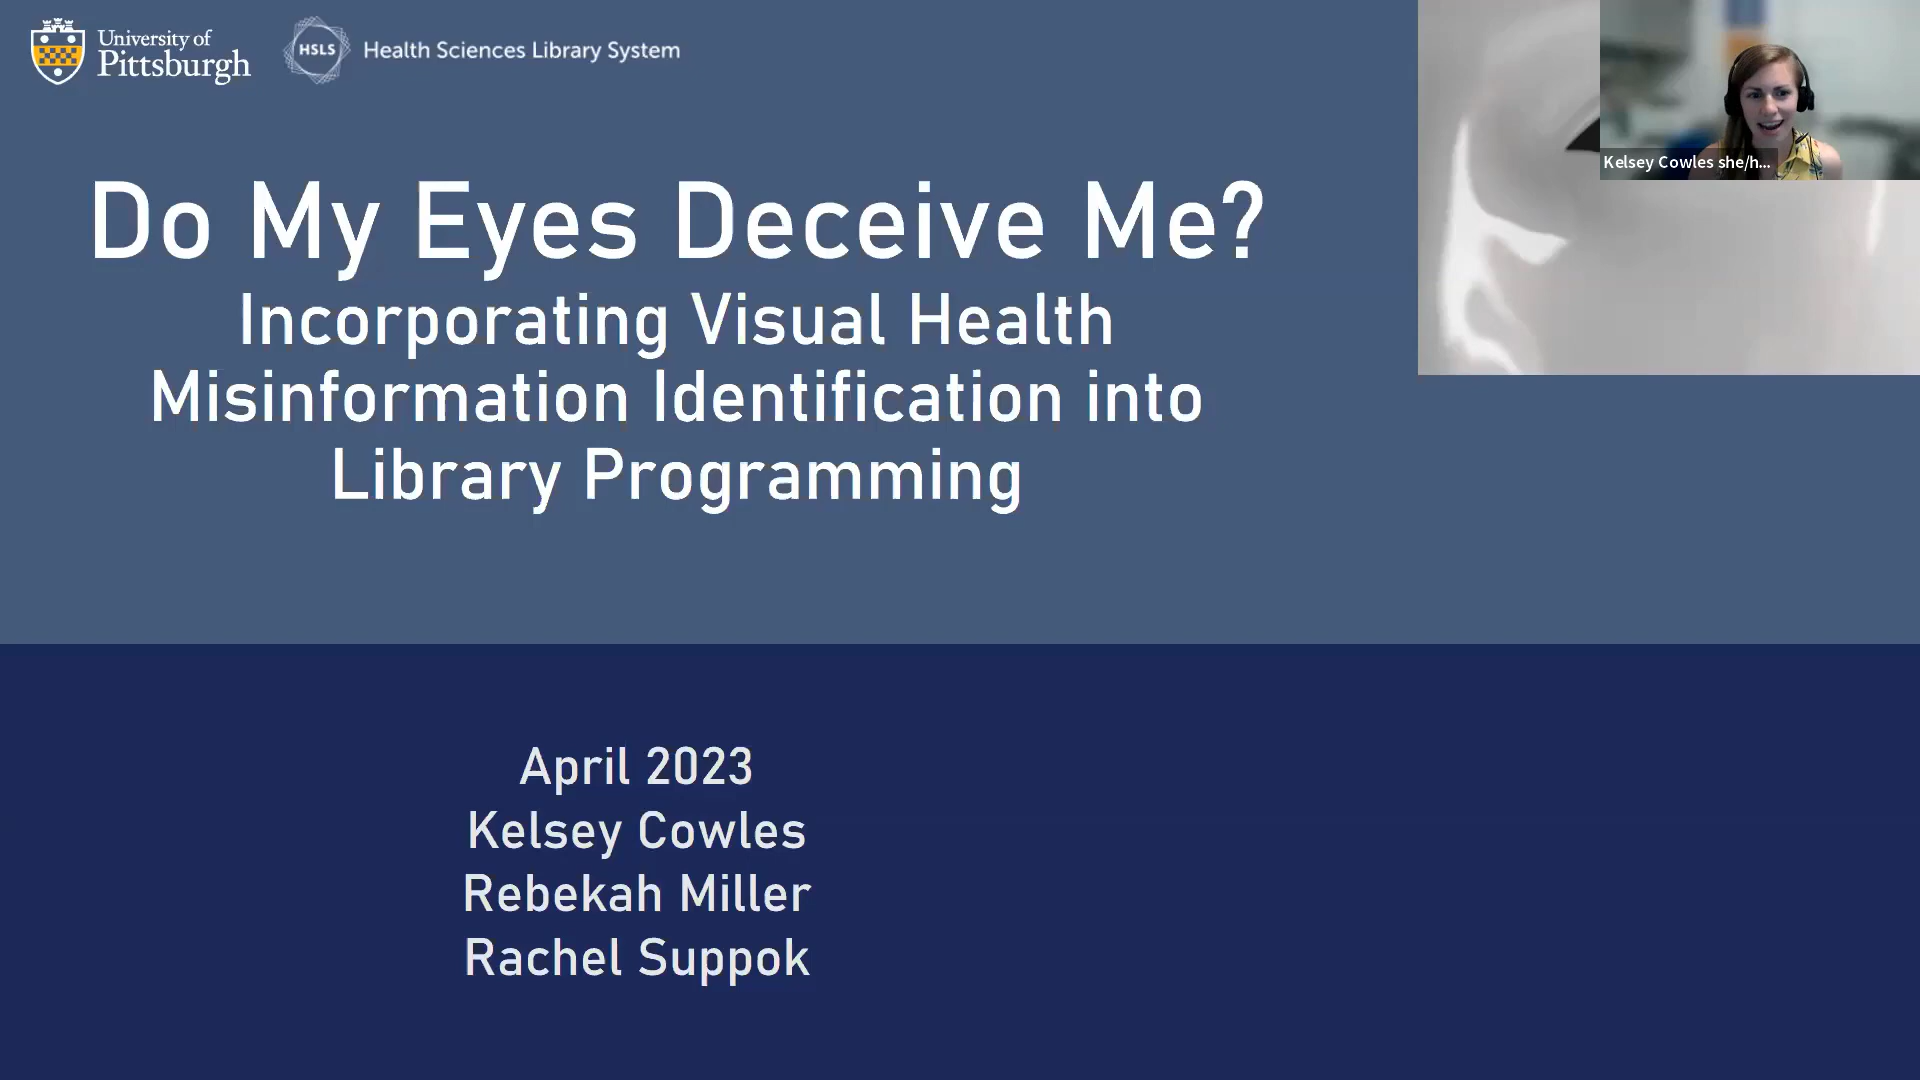 University of
Pittsburgh
HSLS
Health Sciences Library System
Kelsey Cowles she/h...
Do My Eyes Deceive Me?
Incorporating Visual Health
Misinformation Identification into
Library Programming
April 2023
Kelsey Cowles
Rebekah Miller
Rachel Suppok